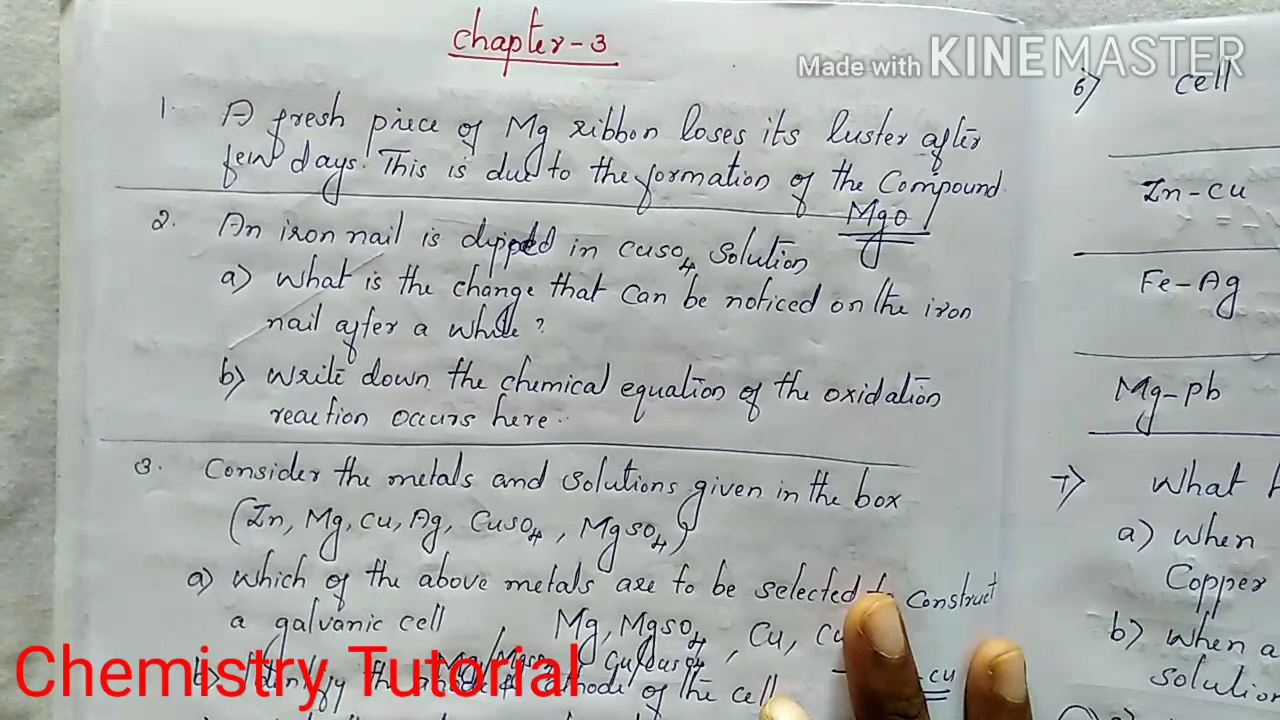 Chapter-3
Made with KINEMASTER
1. A fresh piece of Mg ribbon loses its luster after
few days. This is due to the formation of the Compound
MgO
2. An iron nail is dipped in CuSO4 solution
a) What is the change that can be noticed on the iron
nail after a while?
b) Write down the chemical equation of the oxidation
reaction occurs here.
3. Consider the metals and solutions given in the box
(Zn, Mg, Cu, Ag, CuSO4, MgSO4)
a) Which of the above metals are to be selected to construct
a galvanic cell
Mg, MgSO4, Cu,
b) Identify the anode & cathode of the cell
cu
Chemistry Tutorial
6) cell
Zn-Cu
Fe-Ag
Mg-Pb
7) What
a) When
Copper
b) When a
solution